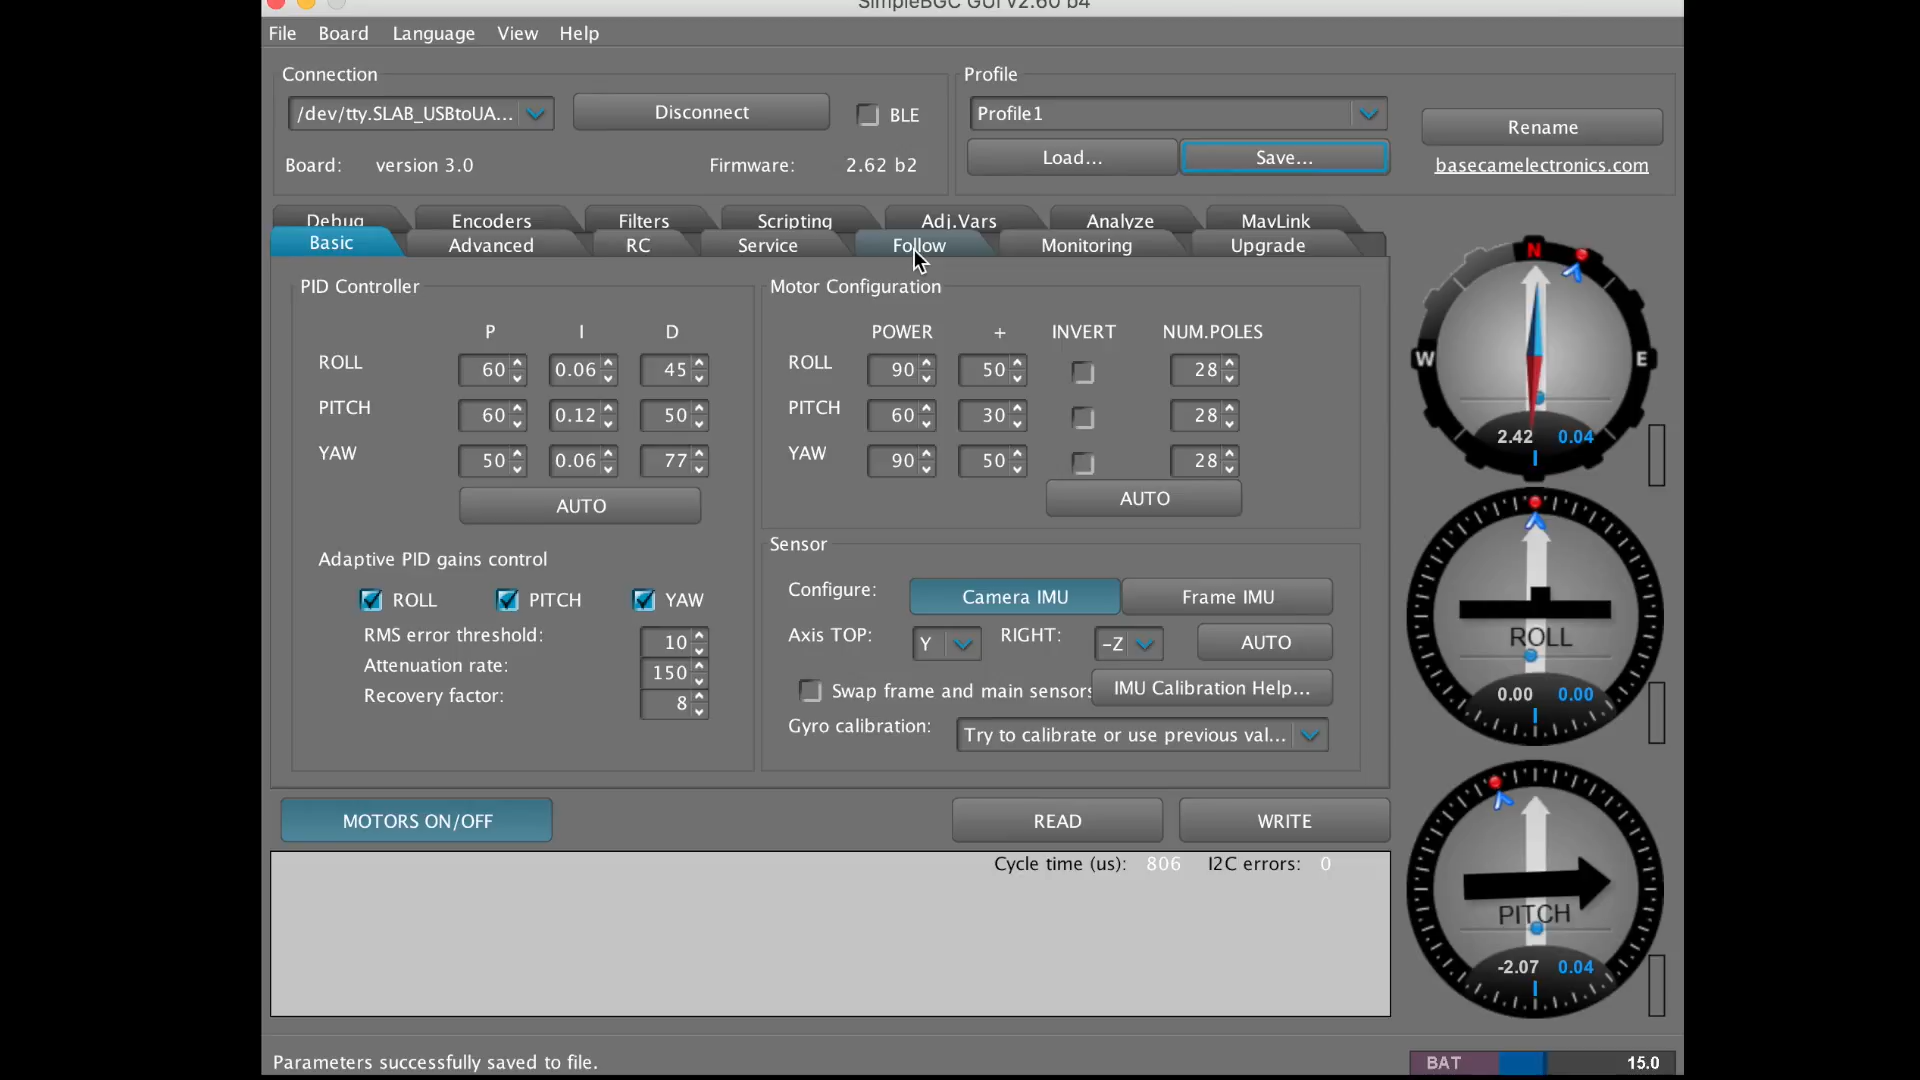 SimpleBGC GUI v2.60 b4
File Board Language View Help
Connection
Profile
/dev/tty.SLAB_USBtoUA...
Disconnect
BLE
Profile1
Rename
Load...
Save...
Board: version 3.0
Firmware: 2.62 b2
basecamelectronics.com
Debug Encoders Filters Scripting Adj.Vars Analyze MavLink
Basic Advanced RC Service Follow Monitoring Upgrade
PID Controller
P I D
ROLL 60 0.06 45
PITCH 60 0.12 50
YAW 50 0.06 77
AUTO
Adaptive PID gains control
ROLL PITCH YAW
RMS error threshold: 10
Attenuation rate: 150
Recovery factor: 8
Motor Configuration
POWER + INVERT NUM.POLES
ROLL 90 50 28
PITCH 60 30 28
YAW 90 50 28
AUTO
Sensor
Configure: Camera IMU Frame IMU
Axis TOP: Y RIGHT: -Z AUTO
Swap frame and main sensors IMU Calibration Help...
Gyro calibration: Try to calibrate or use previous val...
N
W E
2.42 0.04
ROLL
0.00 0.00
PITCH
-2.07 0.04
MOTORS ON/OFF
READ
WRITE
Cycle time (us): 806 I2C errors: 0
Parameters successfully saved to file.
BAT 15.0